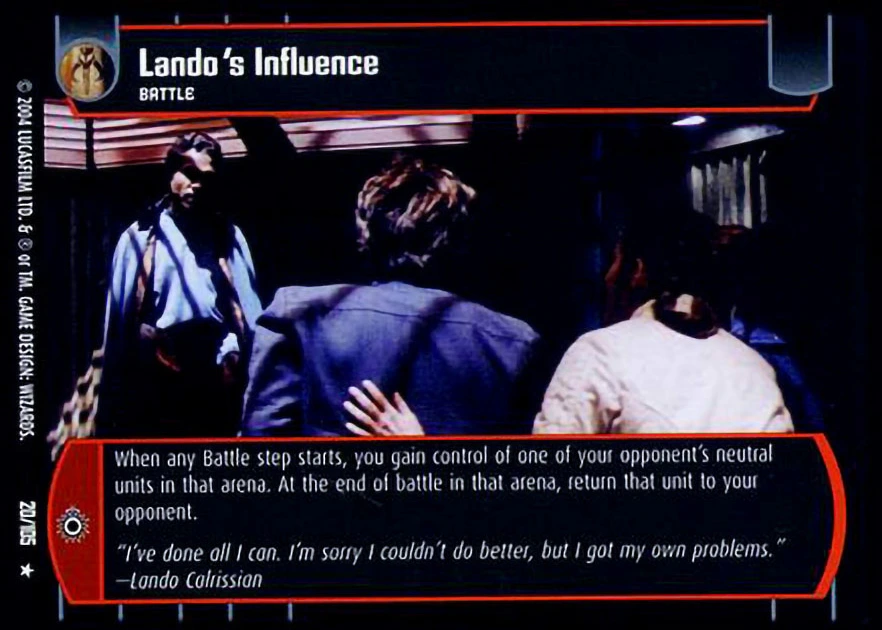 Lando's Influence
BATTLE
When any Battle step starts, you gain control of one of your opponent's neutral
units in that arena. At the end of battle in that arena, return that unit to your
opponent.
"I've done all I can. I'm sorry I couldn't do better, but I got my own problems."
—Lando Calrissian
© 2004 LUCASFILM LTD. & ® or TM. GAME DESIGN: WIZARDS.
20/105 ★